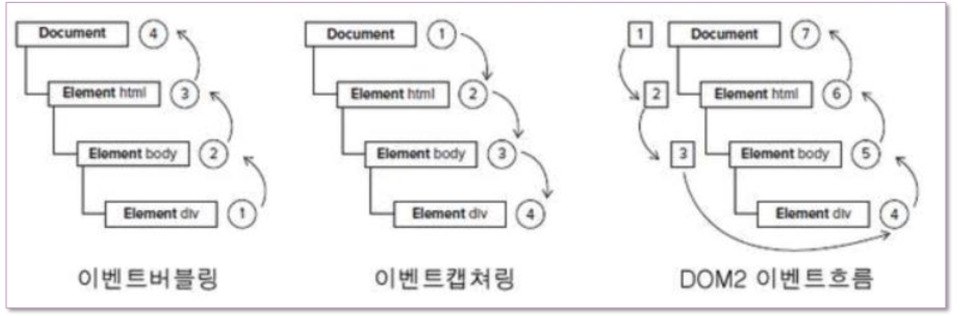 Document 4
Element html 3
Element body 2
Element div 1
이벤트버블링
Document 1
Element html 2
Element body 3
Element div 4
이벤트캡쳐링
1 Document 7
2 Element html 6
3 Element body 5
Element div 4
DOM2 이벤트흐름